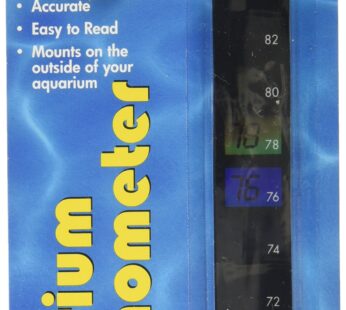 • Accurate
• Easy to Read
• Mounts on the
outside of your
aquarium
ium
mometer
82
80
78
78
76
76
74
72